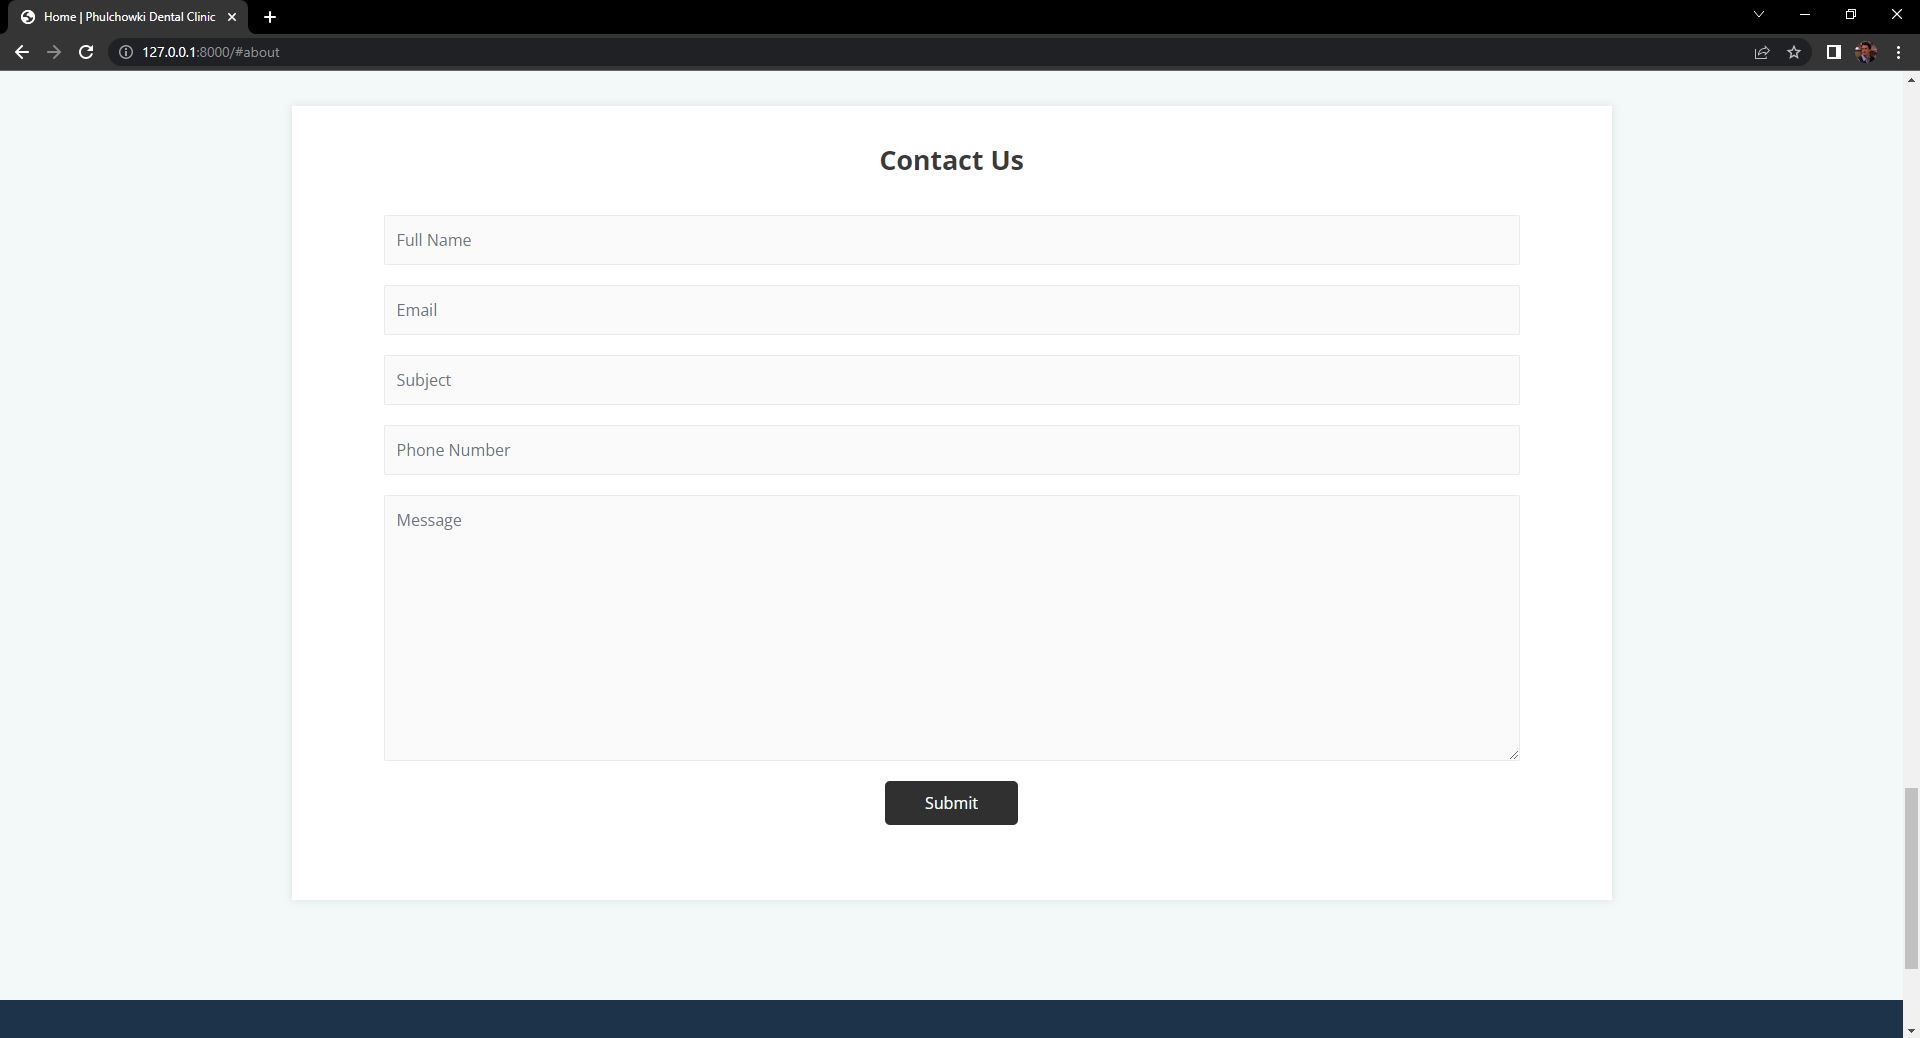 Home | Phulchowki Dental Clinic
127.0.0.1:8000/#about
Contact Us
Full Name
Email
Subject
Phone Number
Message
Submit